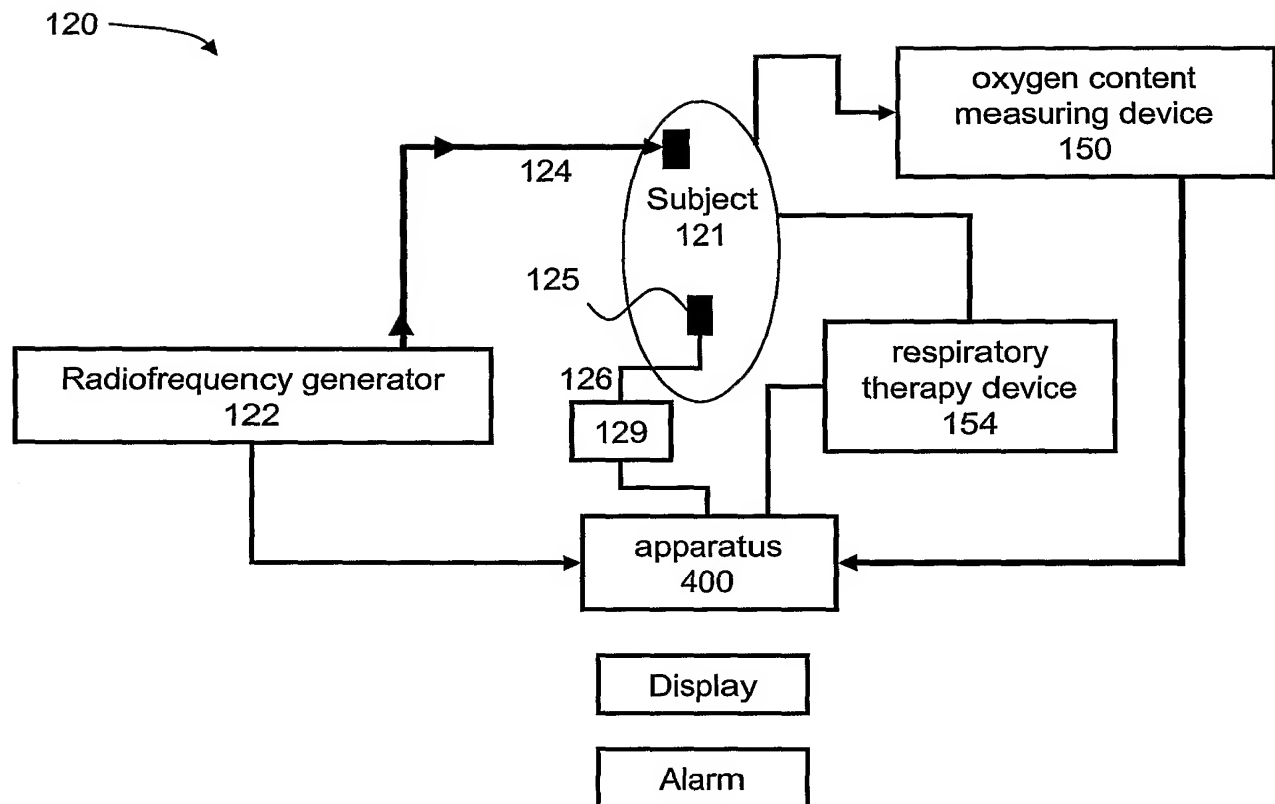 120
oxygen content
measuring device
150
124
Subject
121
125
Radiofrequency generator
122
126
129
respiratory
therapy device
154
apparatus
400
Display
Alarm